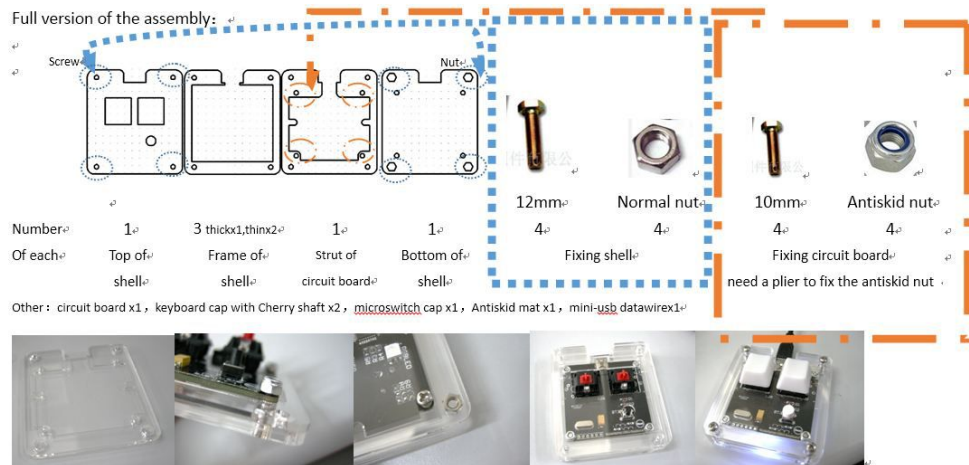 Full version of the assembly：
Screw
Nut
12mm Normal nut 10mm Antiskid nut
Number 1 3 thickx1,thinx2 1 1 4 4 4 4
Of each Top of Frame of Strut of Bottom of Fixing shell Fixing circuit board
shell shell circuit board shell need a plier to fix the antiskid nut
Other：circuit board x1，keyboard cap with Cherry shaft x2，microswitch cap x1，Antiskid mat x1，mini-usb datawirex1